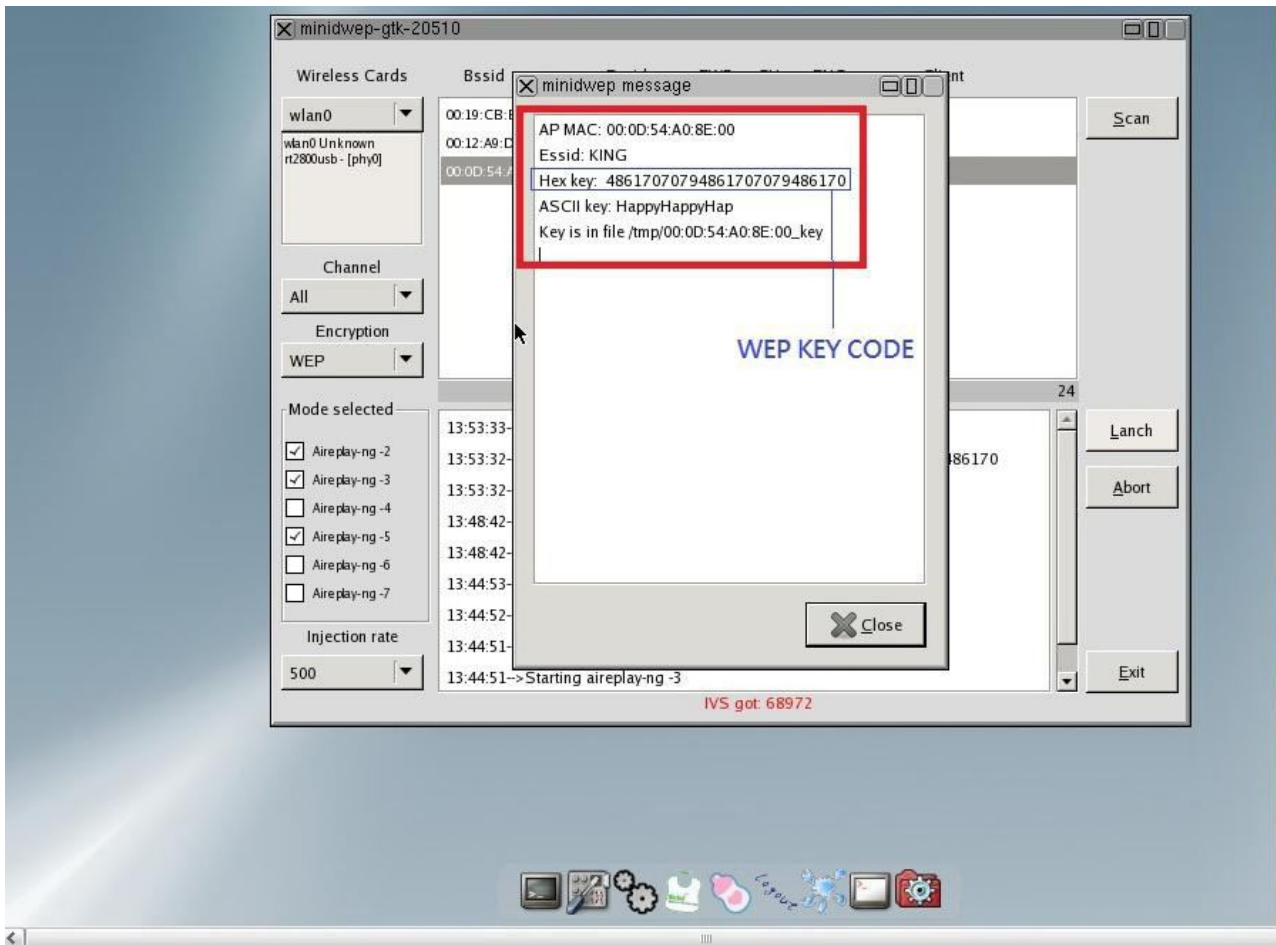 minidwep-gtk-20510
Wireless Cards
Bssid
wlan0
wlan0 Unknown
rt2800usb - [phy0]
00:19:CB:
00:12:A9:
00:0D:54:
Scan
Channel
All
Encryption
WEP
Mode selected
Aireplay-ng -2
Aireplay-ng -3
Aireplay-ng -4
Aireplay-ng -5
Aireplay-ng -6
Aireplay-ng -7
Injection rate
500
minidwep message
AP MAC: 00:0D:54:A0:8E:00
Essid: KING
Hex key: 48617070794861707079486170
ASCII key: HappyHappyHap
Key is in file /tmp/00:0D:54:A0:8E:00_key
WEP KEY CODE
Close
24
13:53:33-
13:53:32-
486170
13:53:32-
13:48:42-
13:48:42-
13:44:53-
13:44:52-
13:44:51-
13:44:51-->Starting aireplay-ng -3
Lanch
Abort
Exit
IVS got: 68972
Logout